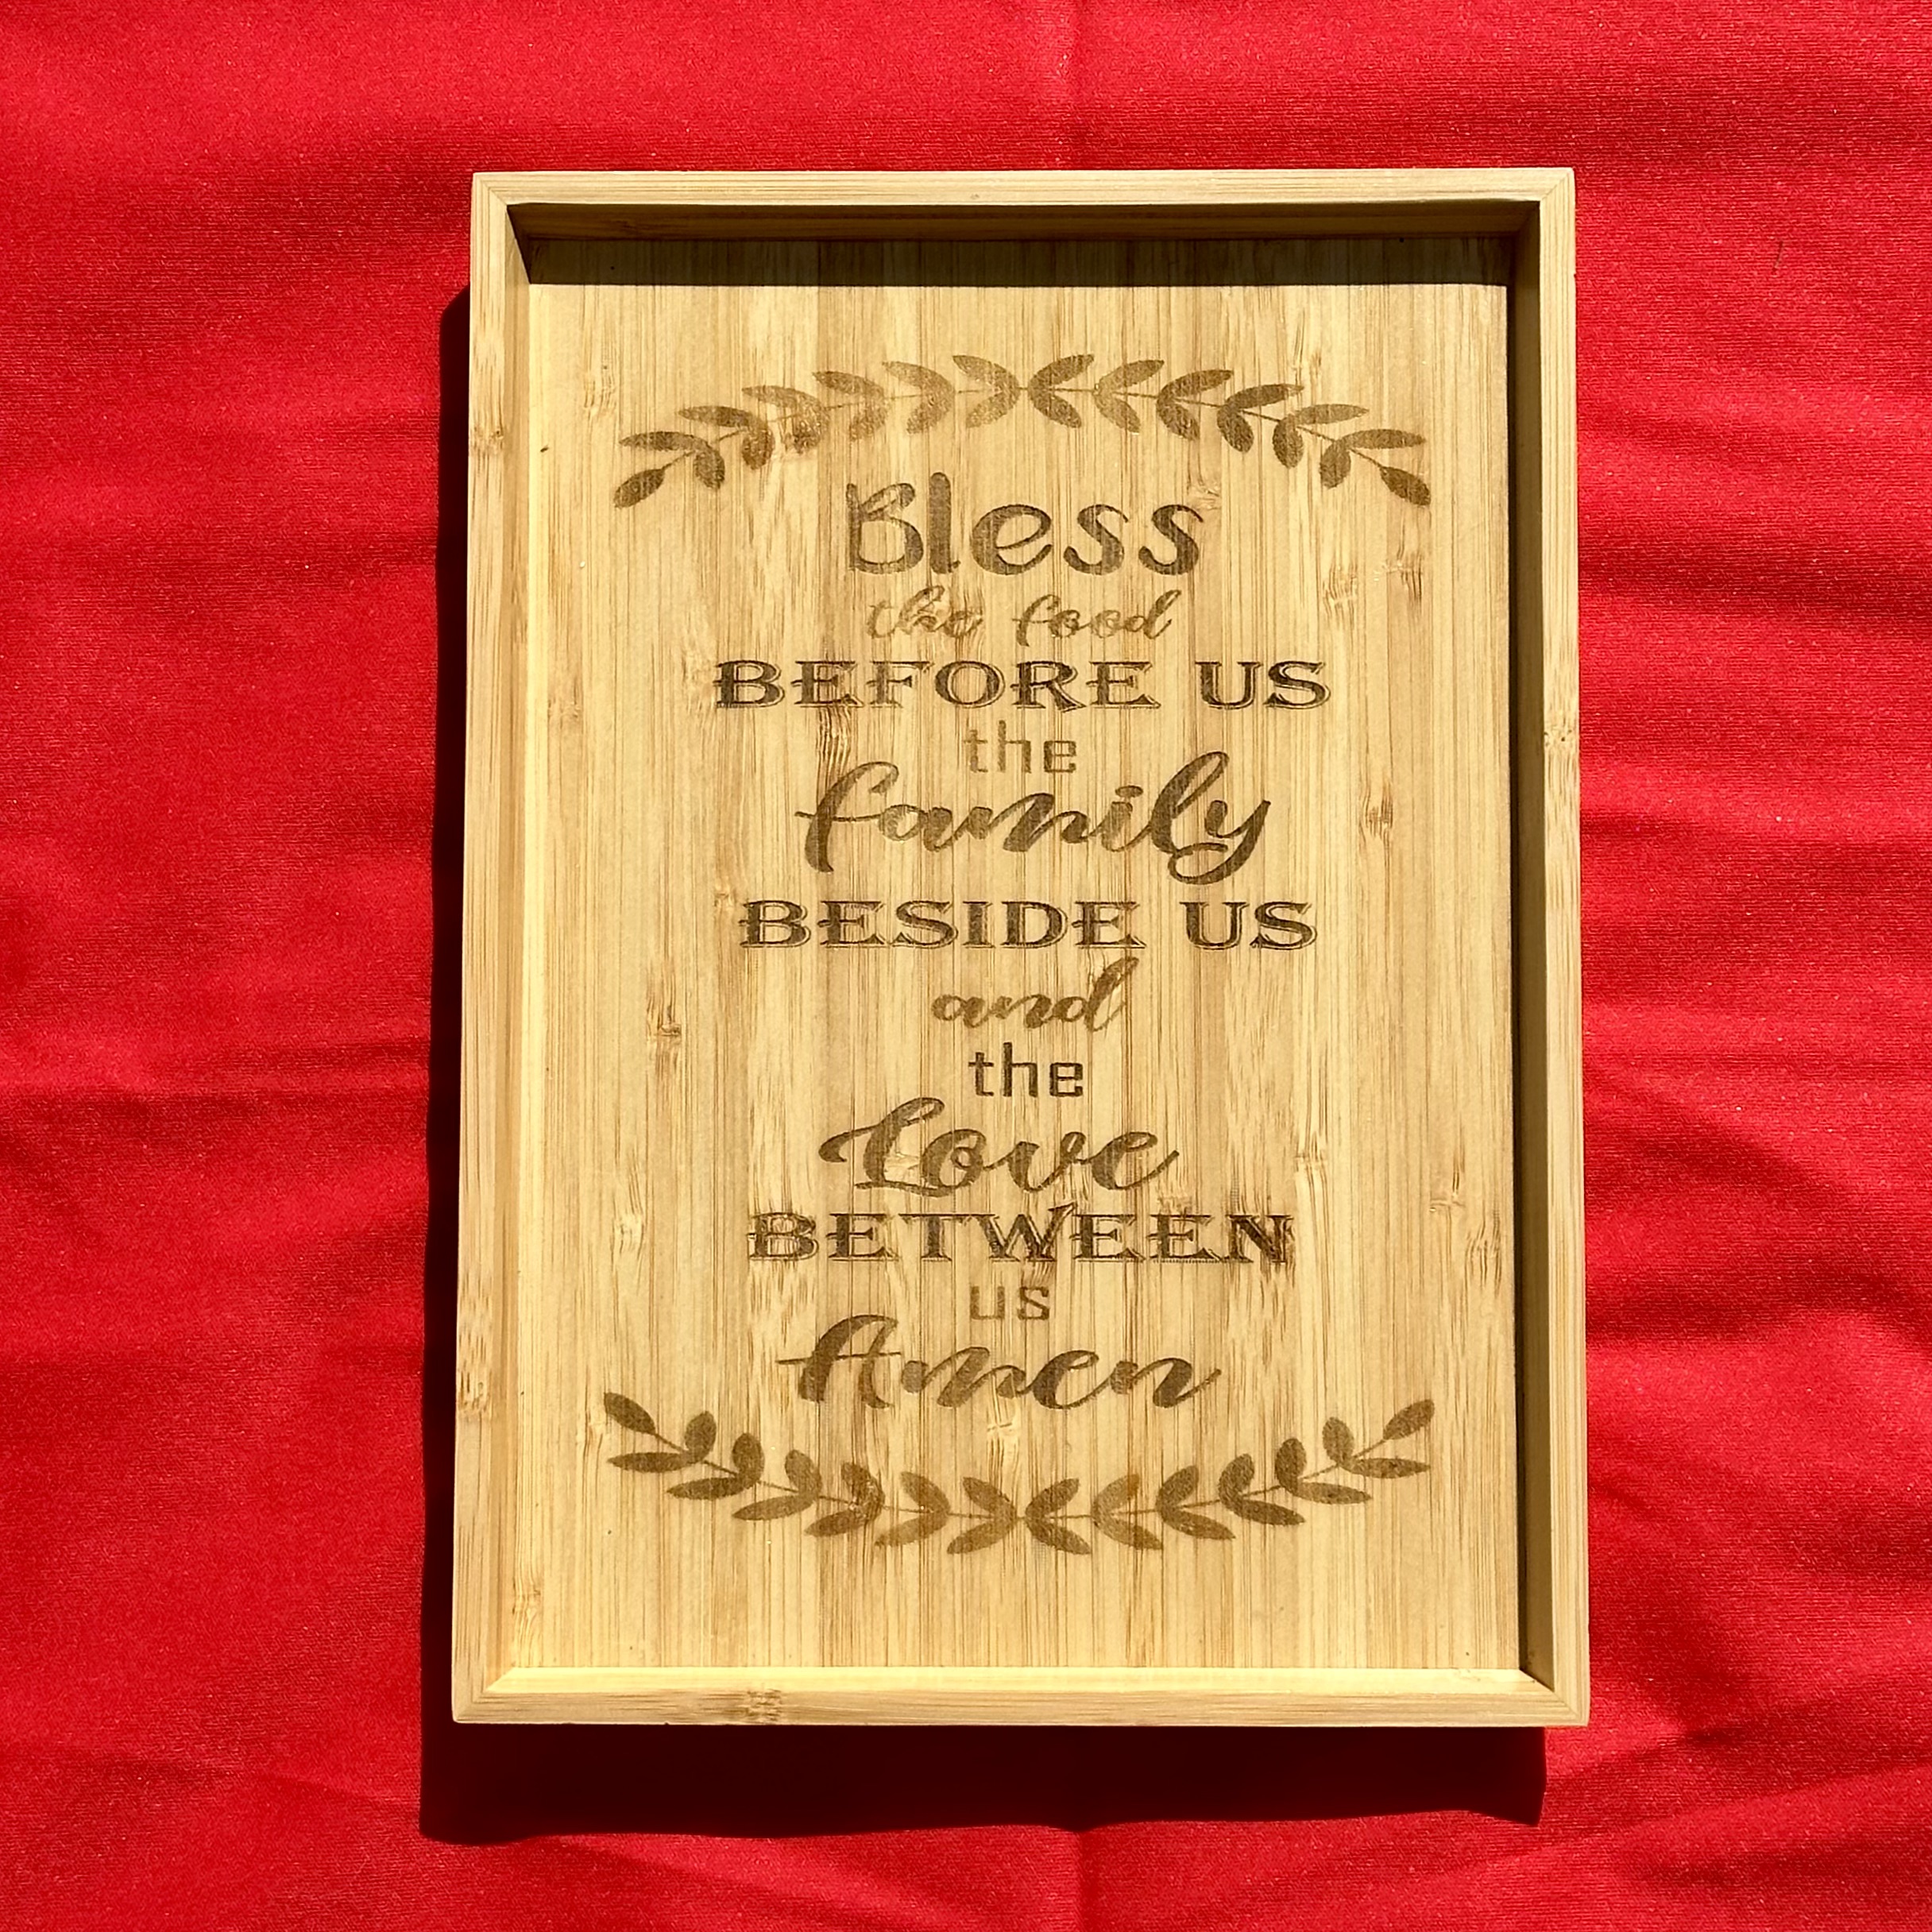 Bless
the food
BEFORE US
the
family
BESIDE US
and
the
Love
BETWEEN
us
Amen